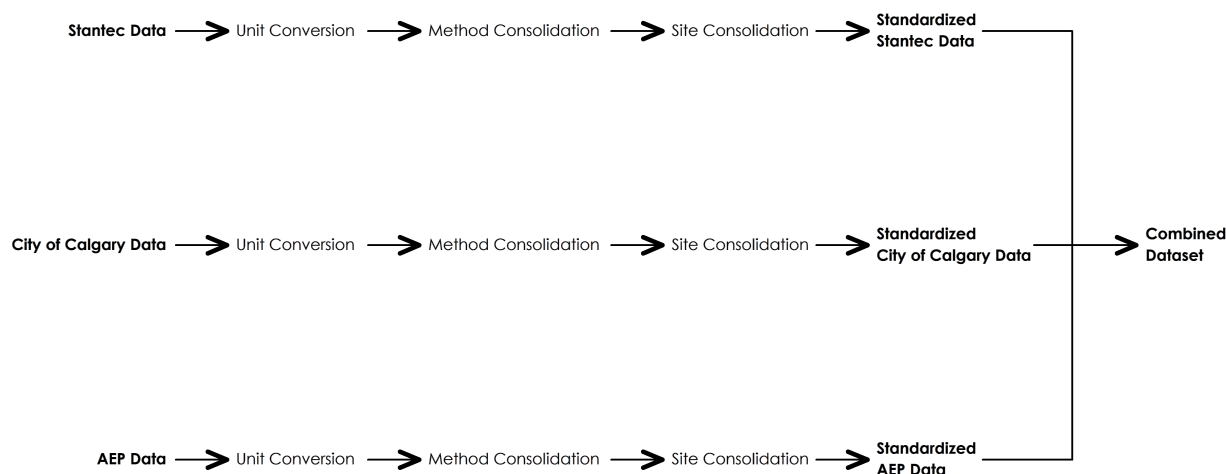 Stantec Data
Unit Conversion
Method Consolidation
Site Consolidation
Standardized
Stantec Data
City of Calgary Data
Unit Conversion
Method Consolidation
Site Consolidation
Standardized
City of Calgary Data
Combined
Dataset
AEP Data
Unit Conversion
Method Consolidation
Site Consolidation
Standardized
AEP Data